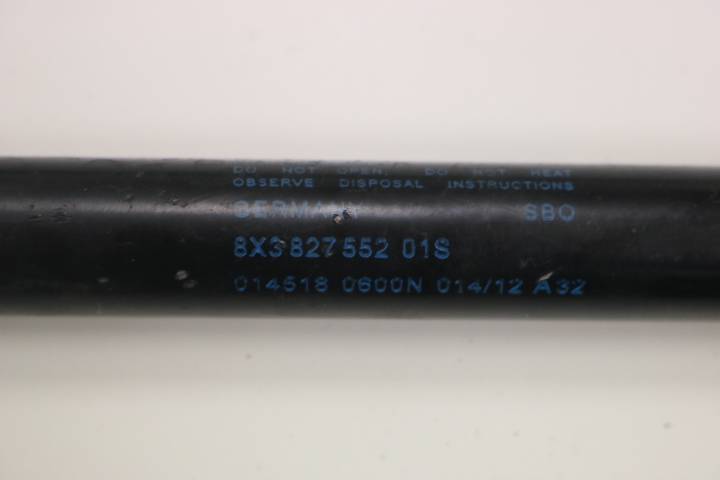 DO NOT OPEN. DO NOT HEAT
OBSERVE DISPOSAL INSTRUCTIONS
GERMANY SBO
8X3 827 552 01S
014518 0600N 014/12 A32